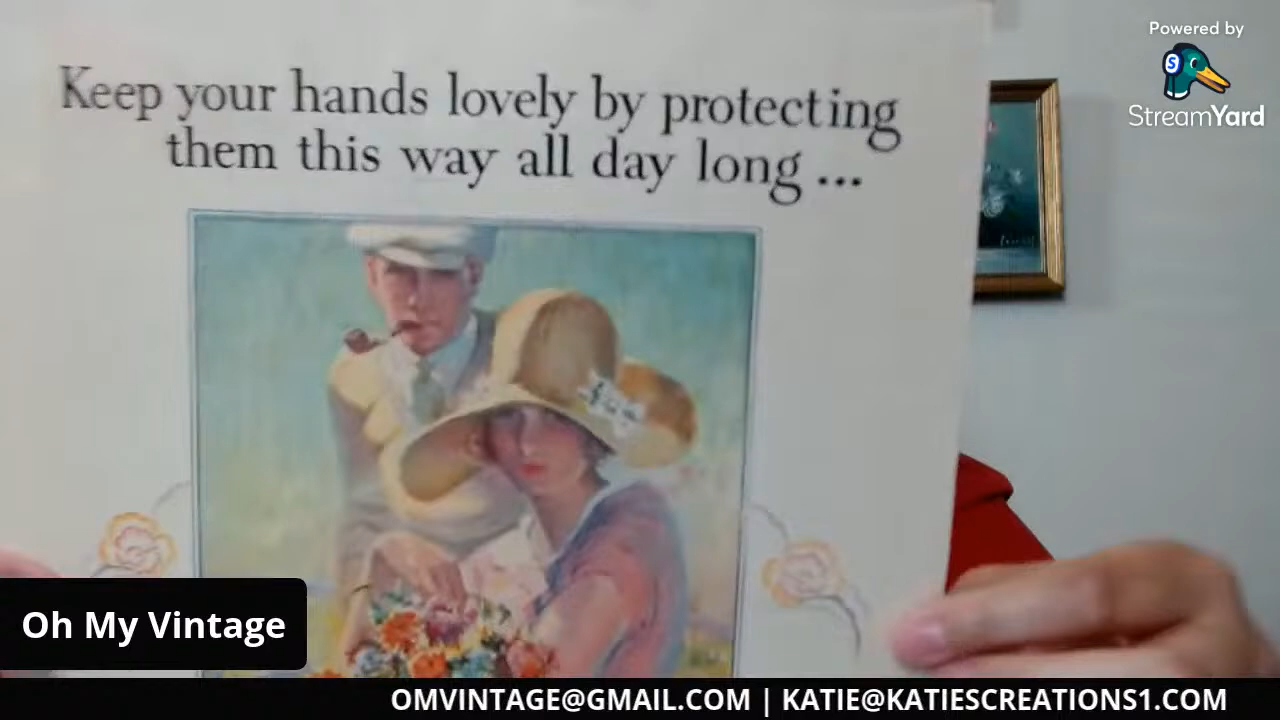 Powered by
StreamYard
Keep your hands lovely by protecting
them this way all day long ...
Oh My Vintage
OMVINTAGE@GMAIL.COM | KATIE@KATIESCREATIONS1.COM